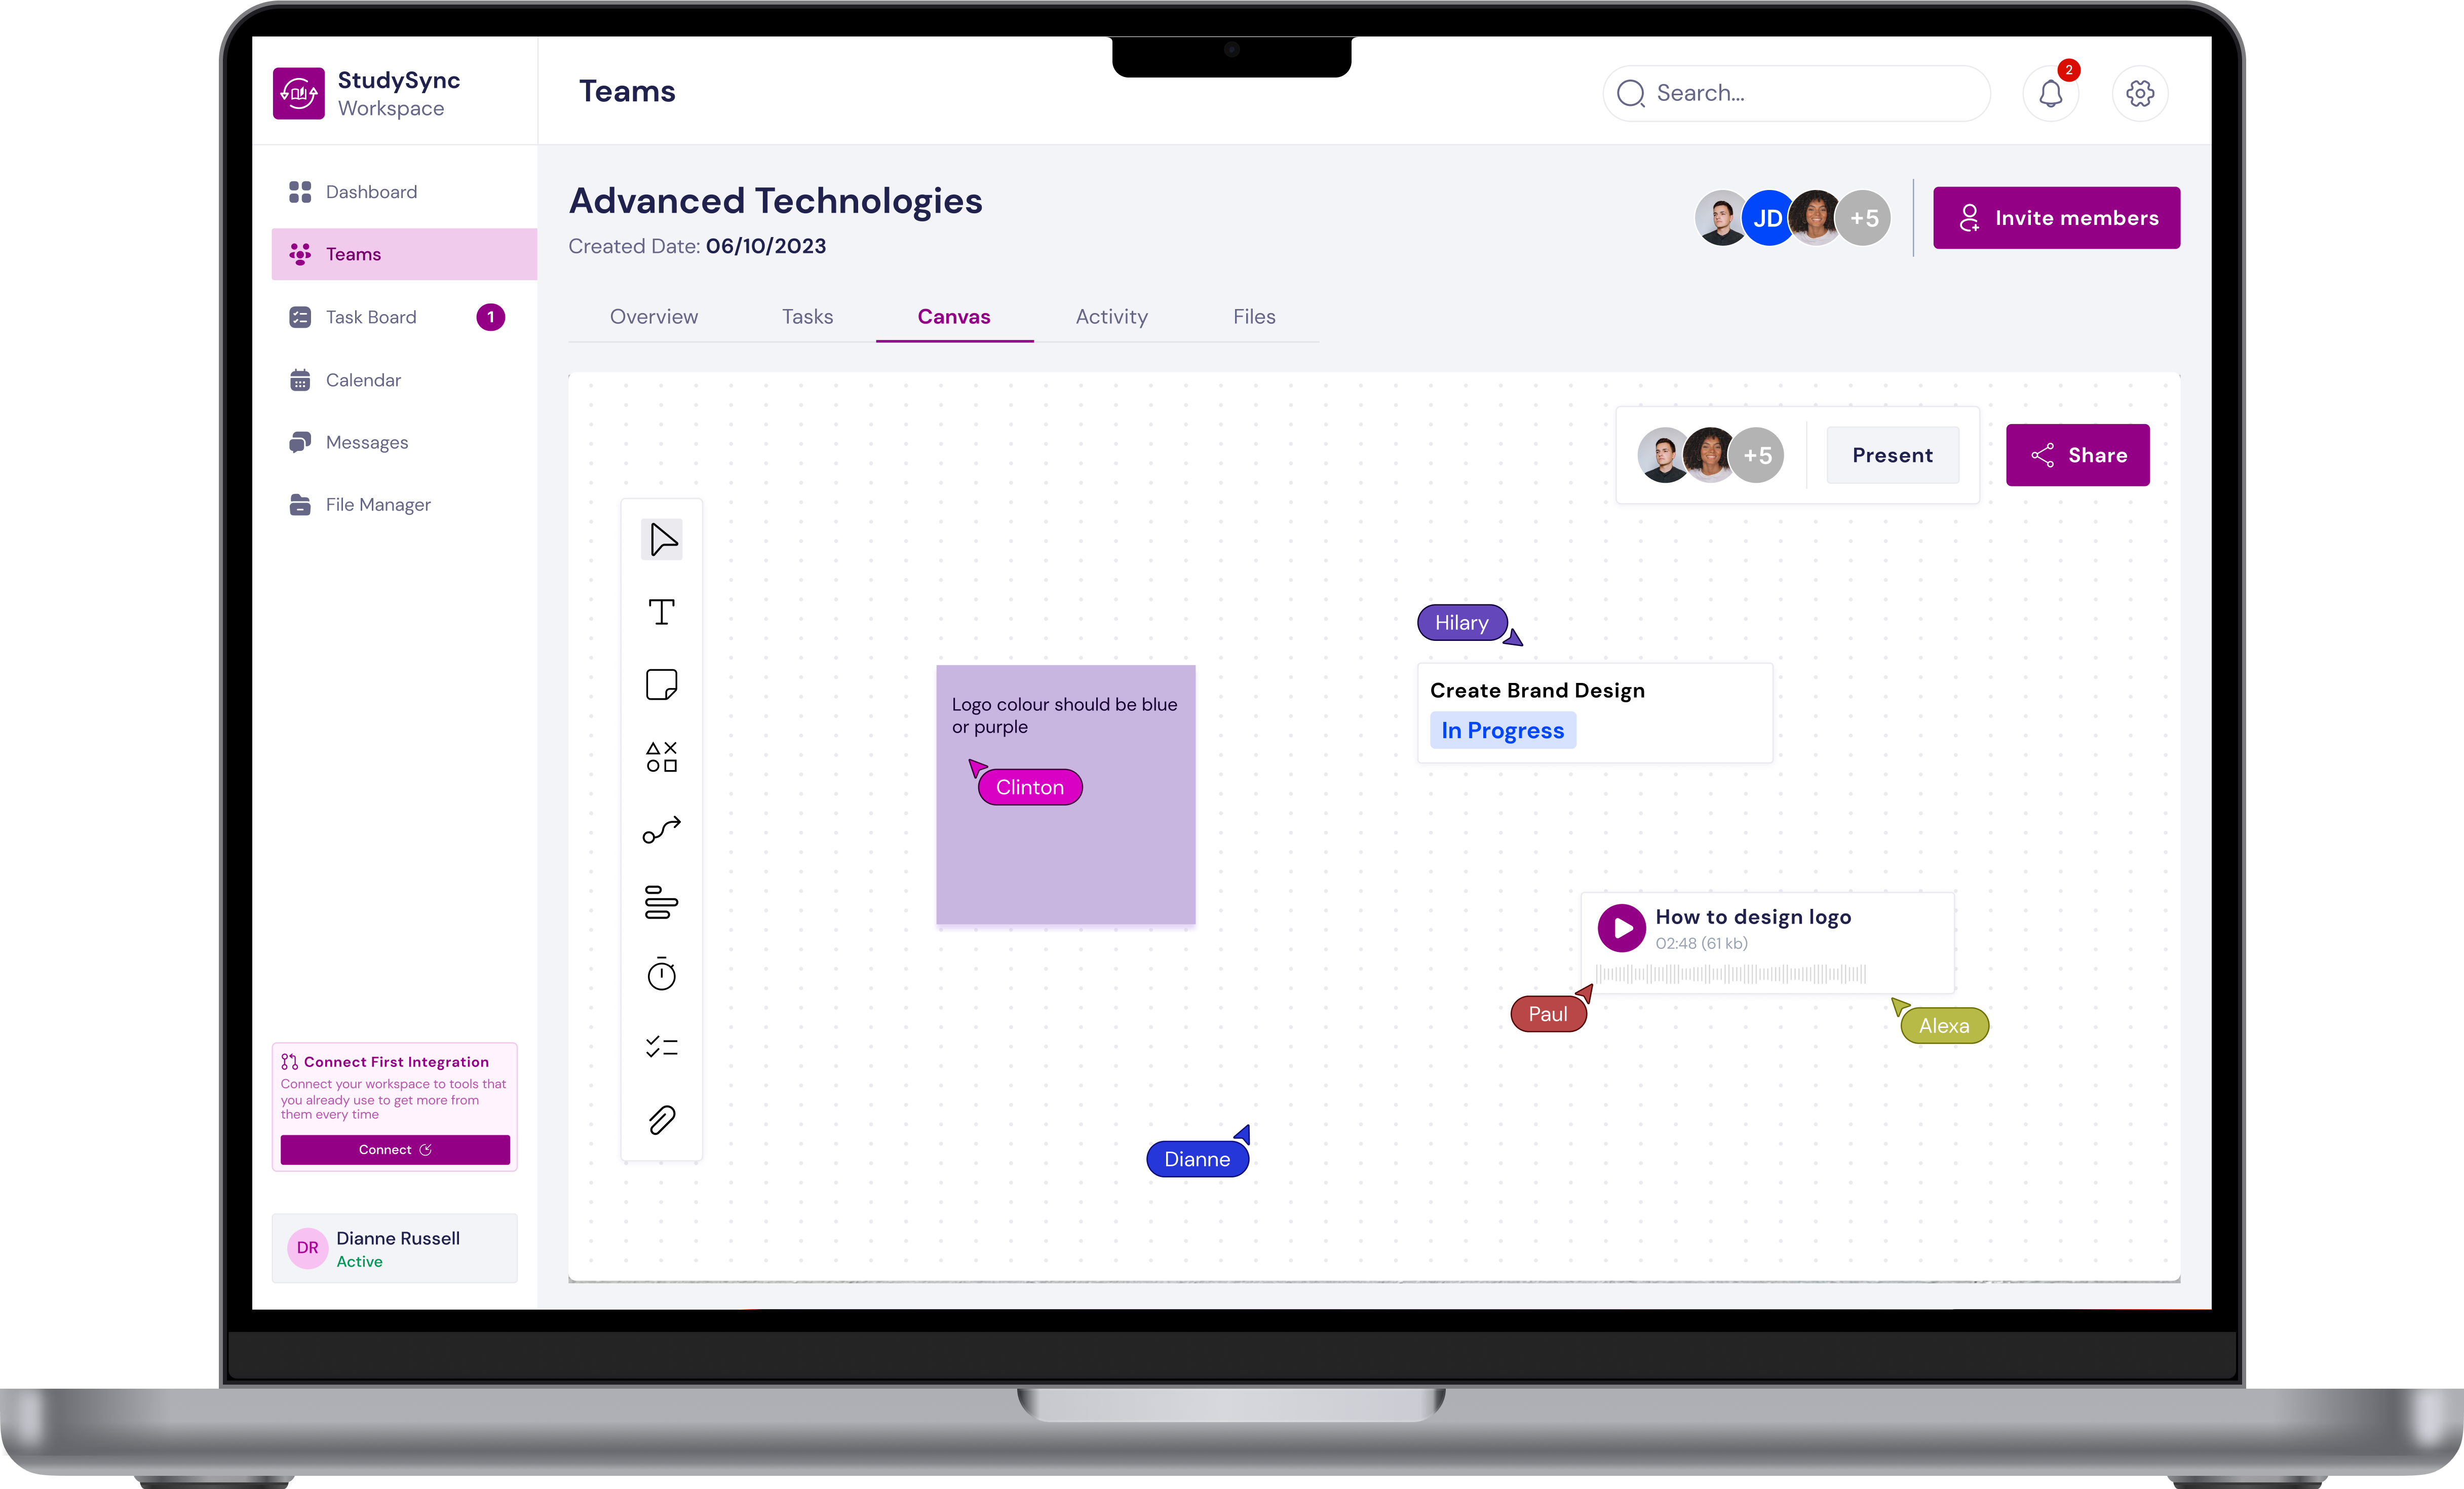 StudySync
Workspace
Teams
Search...
2
Dashboard
Teams
Task Board
1
Calendar
Messages
File Manager
Advanced Technologies
Created Date: 06/10/2023
JD
+5
Invite members
Overview
Tasks
Canvas
Activity
Files
+5
Present
Share
Hilary
Create Brand Design
In Progress
Logo colour should be blue
or purple
Clinton
How to design logo
02:48 (61 kb)
Paul
Alexa
Dianne
Connect First Integration
Connect your workspace to tools that
you already use to get more from
them every time
Connect
DR
Dianne Russell
Active